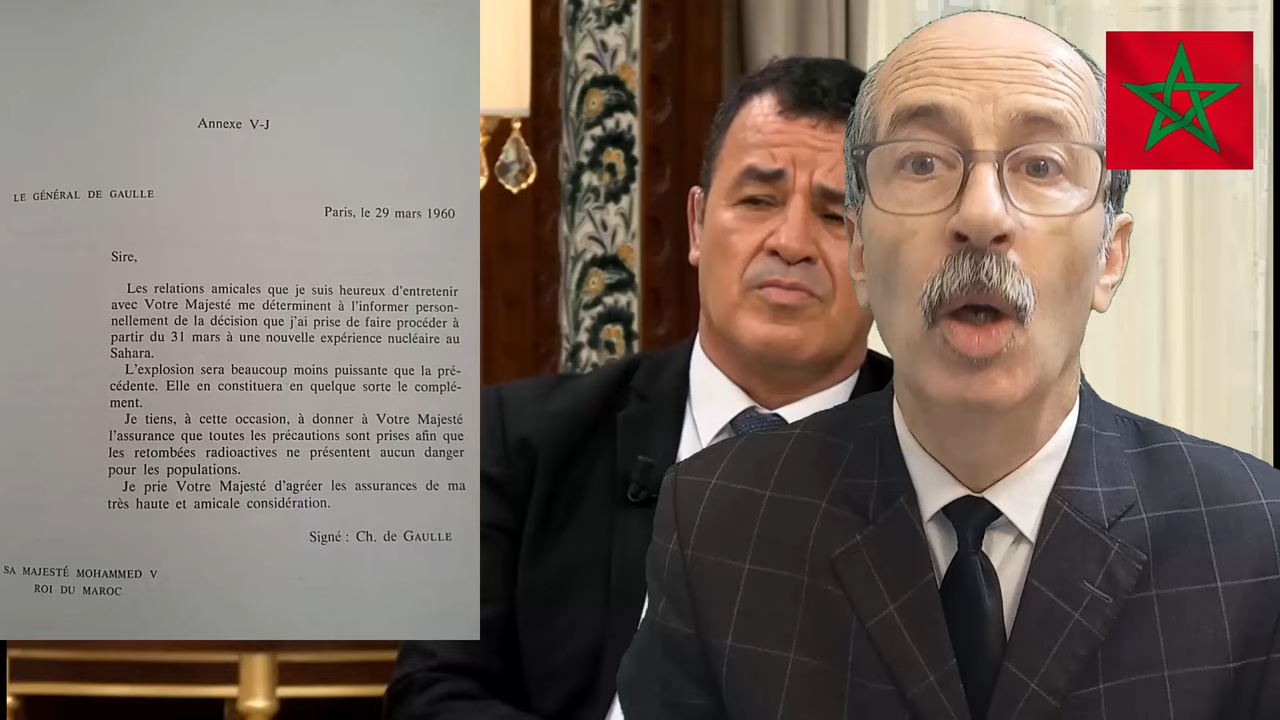 Annexe V-J
LE GÉNÉRAL DE GAULLE
Paris, le 29 mars 1960
Sire,
Les relations amicales que je suis heureux d'entretenir
avec Votre Majesté me déterminent à l'informer person-
nellement de la décision que j'ai prise de faire procéder à
partir du 31 mars à une nouvelle expérience nucléaire au
Sahara.
L'explosion sera beaucoup moins puissante que la pré-
cédente. Elle en constituera en quelque sorte le complé-
ment.
Je tiens, à cette occasion, à donner à Votre Majesté
l'assurance que toutes les précautions sont prises afin que
les retombées radioactives ne présentent aucun danger
pour les populations.
Je prie Votre Majesté d'agréer les assurances de ma
très haute et amicale considération.
Signé : Ch. de GAULLE
SA MAJESTÉ MOHAMMED V
ROI DU MAROC